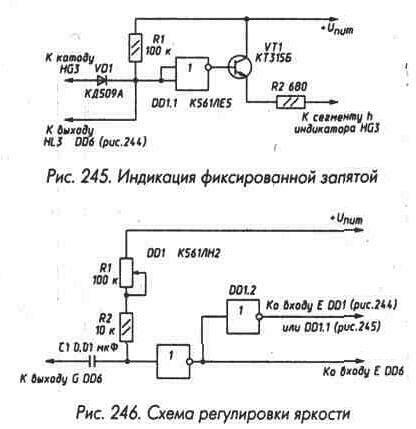 +Uпит
R1
100 к
VT1
КТ315Б
К катоду
HG3
VD1
КД509А
1
DD1.1 К561ЛЕ5
R2 680
К сегменту h
индикатора HG3
К выходу
HL3 DD6 (рис.244)
Рис. 245. Индикация фиксированной запятой
+Uпит
DD1 К561ЛН2
R1
100 к
DD1.2
1
R2
10 к
Ко входу E DD1 (рис.244)
или DD1.1 (рис.245)
C1 0,01 мкФ
1
К выходу G DD6
Ко входу E DD6
Рис. 246. Схема регулировки яркости